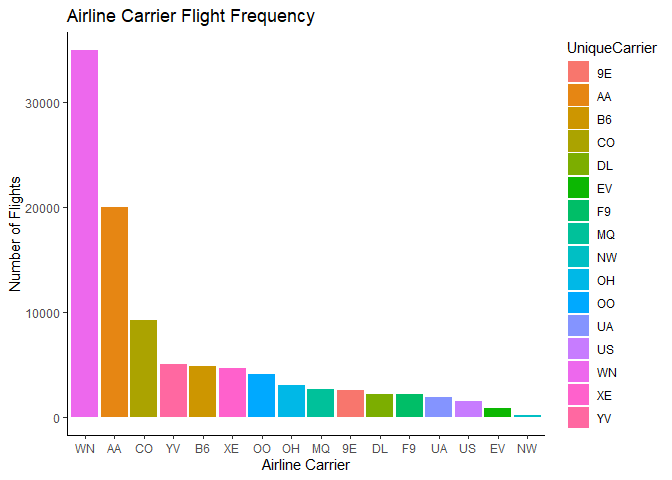 Airline Carrier Flight Frequency
Number of Flights
30000
20000
10000
0
WN AA CO YV B6 XE OO OH MQ 9E DL F9 UA US EV NW
Airline Carrier
UniqueCarrier
9E
AA
B6
CO
DL
EV
F9
MQ
NW
OH
OO
UA
US
WN
XE
YV